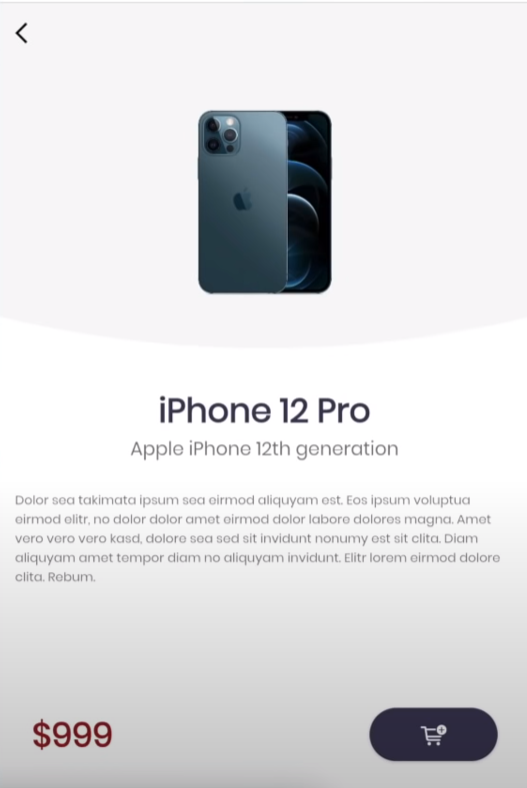 iPhone 12 Pro
Apple iPhone 12th generation
Dolor sea takimata ipsum sea eirmod aliquyam est. Eos ipsum voluptua
eirmod elitr, no dolor dolor amet eirmod dolor labore dolores magna. Amet
vero vero vero kasd, dolore sea sed sit invidunt nonumy est sit clita. Diam
aliquyam amet tempor diam no aliquyam invidunt. Elitr lorem eirmod dolore
clita. Rebum.
$999